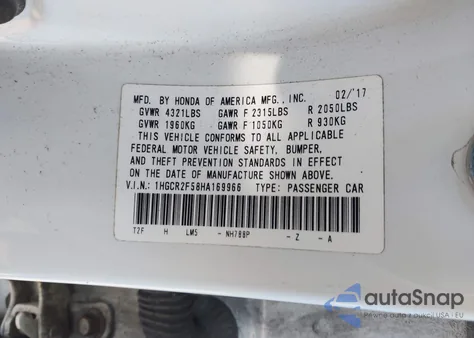 MFD. BY HONDA OF AMERICA MFG., INC. 02/'17
GVWR 4321LBS GAWR F 2315LBS R 2050LBS
GVWR 1960KG GAWR F 1050KG R 930KG
THIS VEHICLE CONFORMS TO ALL APPLICABLE
FEDERAL MOTOR VEHICLE SAFETY, BUMPER,
AND THEFT PREVENTION STANDARDS IN EFFECT
ON THE DATE OF MANUFACTURE SHOWN ABOVE.
V.I.N.: 1HGCR2F58HA169966 TYPE: PASSENGER CAR
T2F H LM5 - NH788P - Z - A
autaSnap